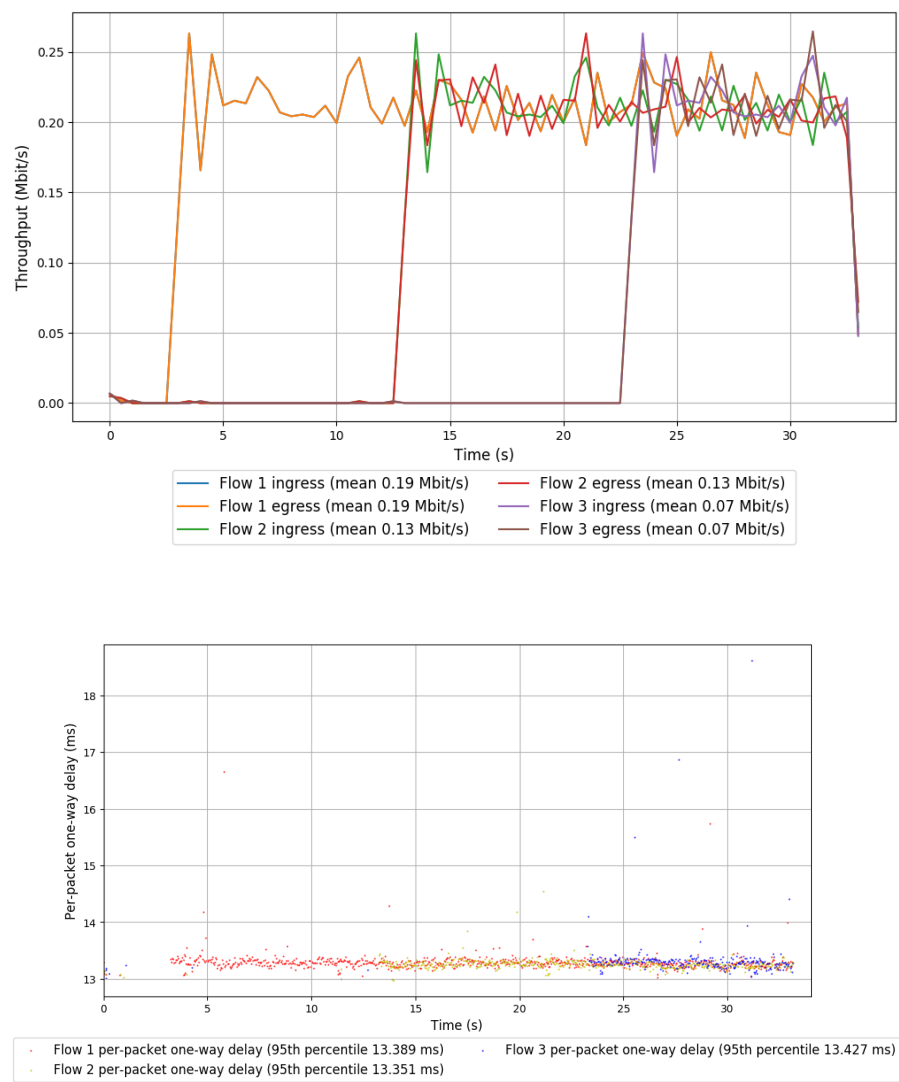 0.25
0.20
0.15
0.10
0.05
0.00
Throughput (Mbit/s)
0 5 10 15 20 25 30
Time (s)
Flow 1 ingress (mean 0.19 Mbit/s) Flow 2 egress (mean 0.13 Mbit/s)
Flow 1 egress (mean 0.19 Mbit/s) Flow 3 ingress (mean 0.07 Mbit/s)
Flow 2 ingress (mean 0.13 Mbit/s) Flow 3 egress (mean 0.07 Mbit/s)
18
17
16
15
14
13
Per-packet one-way delay (ms)
0 5 10 15 20 25 30
Time (s)
Flow 1 per-packet one-way delay (95th percentile 13.389 ms) Flow 3 per-packet one-way delay (95th percentile 13.427 ms)
Flow 2 per-packet one-way delay (95th percentile 13.351 ms)